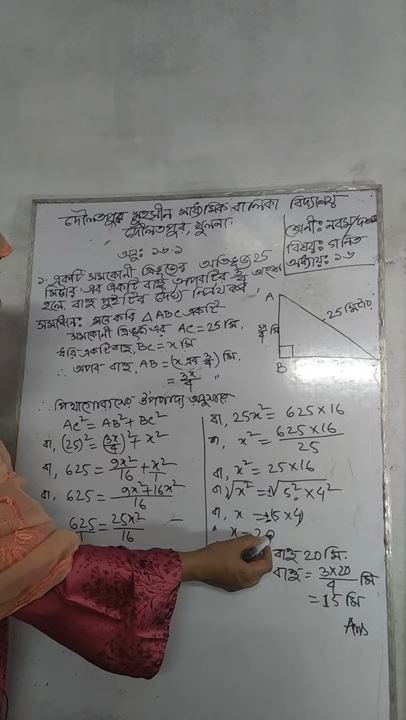 দৌলতপুর মুহসীন মাধ্যমিক বালিকা বিদ্যালয়
দৌলতপুর, খুলনা।
শ্রেণী: নবম/দশম
বিষয়: গণিত
অধ্যায়: ১৬
অনু: ১৬.১
১. একটি সমকোণী ত্রিভুজের অতিভুজ 25
মিটার এর একটি বাহু অপরটির 3/4 অংশ
হলে, বাহু দুইটির দৈর্ঘ্য নির্ণয় কর।
সমাধান: মনে করি △ ABC একটি
সমকোণী ত্রিভুজ এর AC = 25 মি.
ধরি একটি বাহু, BC = x মি
∴ অপর বাহু, AB = (x এর 3/4) মি.
= 3x/4 "
A
3x/4 মি
25 মিটার
B
∴ পিথাগোরাসের উপপাদ্য অনুসারে
AC² = AB² + BC²
বা, (25)² = (3x/4)² + x²
বা, 625 = 9x²/16 + x²/1
বা, 625 = 9x²+16x²/16
625/1 = 25x²/16
বা, 25x² = 625×16
বা, x² = 625×16/25
বা, x² = 25×16
বা, √x² = √5²×4²
বা, x = 5×4
x = 20
বাহু 20 মি.
বাহু = 3×20/4 মি
= 15 মি
Ans